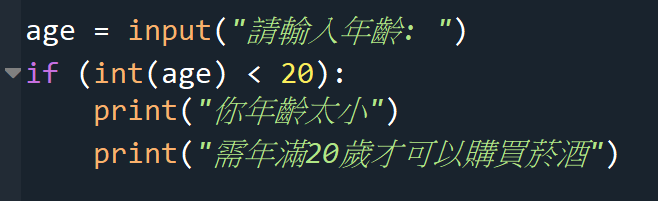 age = input("請輸入年齡: ")
if (int(age) < 20):
    print("你年齡太小")
    print("需年滿20歲才可以購買菸酒")